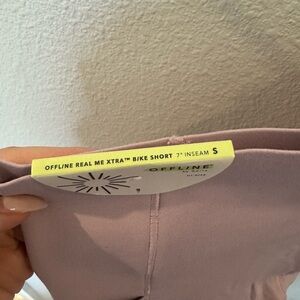 OFFLINE REAL ME XTRA™ BIKE SHORT 7" INSEAM S
OFFLINE